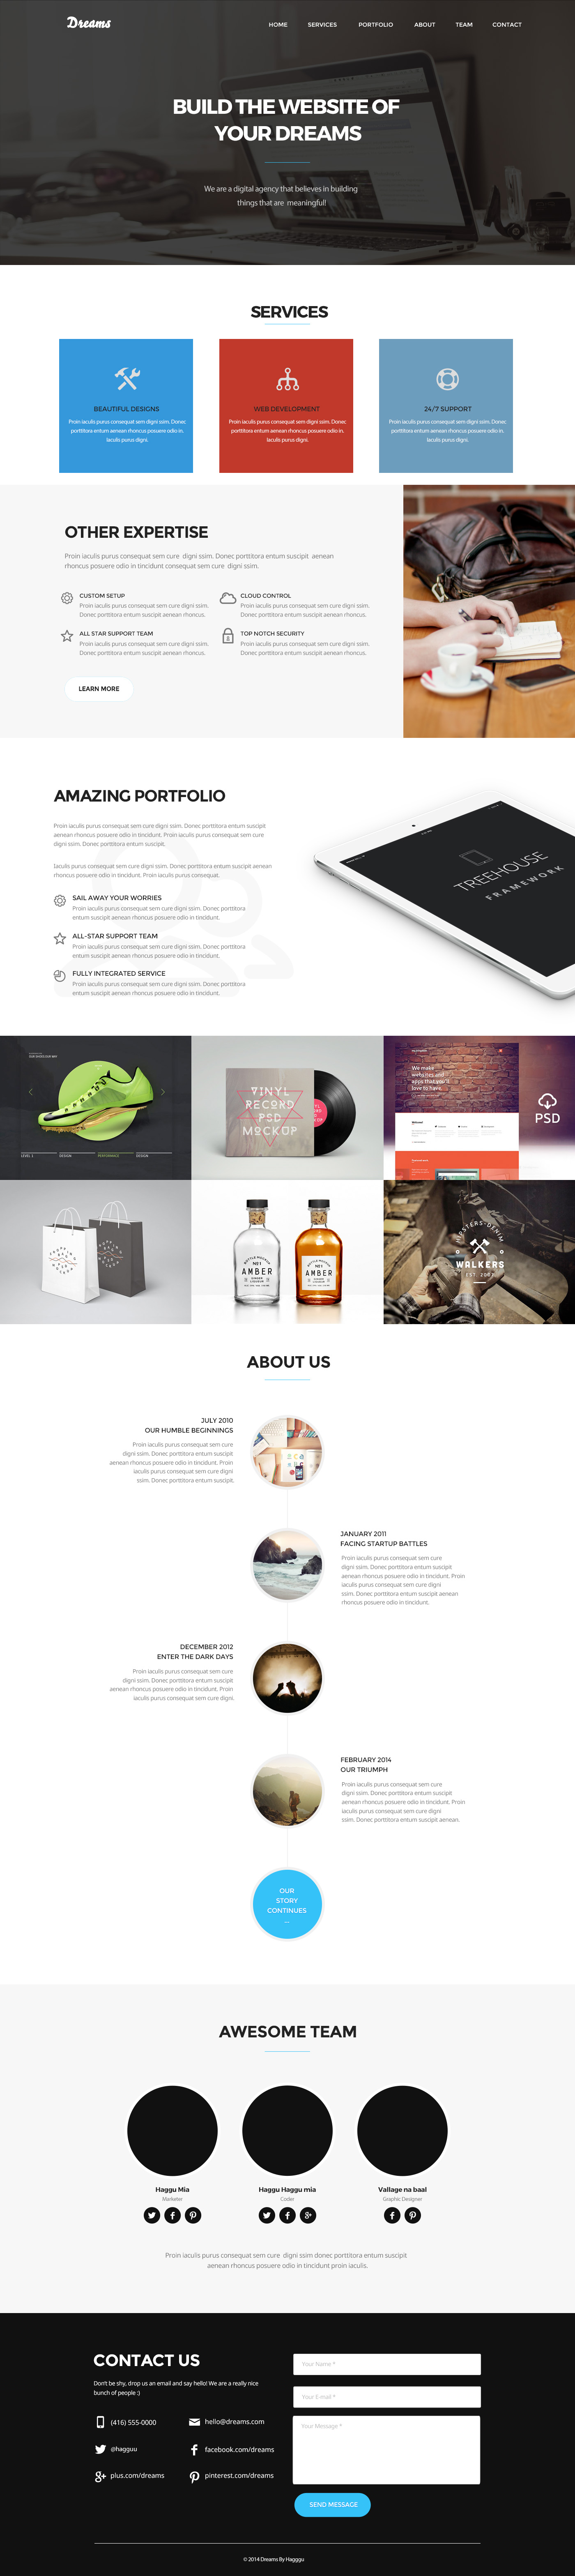 Dreams
HOME SERVICES PORTFOLIO ABOUT TEAM CONTACT
BUILD THE WEBSITE OF
YOUR DREAMS
We are a digital agency that believes in building
things that are meaningful!
SERVICES
BEAUTIFUL DESIGNS
Proin iaculis purus consequat sem digni ssim. Donec
porttitora entum aenean rhoncus posuere odio in.
Iaculis purus digni.
WEB DEVELOPMENT
Proin iaculis purus consequat sem digni ssim. Donec
porttitora entum aenean rhoncus posuere odio in.
Iaculis purus digni.
24/7 SUPPORT
Proin iaculis purus consequat sem digni ssim. Donec
porttitora entum aenean rhoncus posuere odio in.
Iaculis purus digni.
OTHER EXPERTISE
Proin iaculis purus consequat sem cure digni ssim. Donec porttitora entum suscipit aenean
rhoncus posuere odio in tincidunt consequat sem cure digni ssim.
CUSTOM SETUP
Proin iaculis purus consequat sem cure digni ssim.
Donec porttitora entum suscipit aenean rhoncus.
CLOUD CONTROL
Proin iaculis purus consequat sem cure digni ssim.
Donec porttitora entum suscipit aenean rhoncus.
ALL STAR SUPPORT TEAM
Proin iaculis purus consequat sem cure digni ssim.
Donec porttitora entum suscipit aenean rhoncus.
TOP NOTCH SECURITY
Proin iaculis purus consequat sem cure digni ssim.
Donec porttitora entum suscipit aenean rhoncus.
LEARN MORE
AMAZING PORTFOLIO
Proin iaculis purus consequat sem cure digni ssim. Donec porttitora entum suscipit
aenean rhoncus posuere odio in tincidunt. Proin iaculis purus consequat sem cure
digni ssim. Donec porttitora entum suscipit.
Iaculis purus consequat sem cure digni ssim. Donec porttitora entum suscipit aenean
rhoncus posuere odio in tincidunt. Proin iaculis purus consequat.
SAIL AWAY YOUR WORRIES
Proin iaculis purus consequat sem cure digni ssim. Donec porttitora
entum suscipit aenean rhoncus posuere odio in tincidunt.
ALL-STAR SUPPORT TEAM
Proin iaculis purus consequat sem cure digni ssim. Donec porttitora
entum suscipit aenean rhoncus posuere odio in tincidunt.
FULLY INTEGRATED SERVICE
Proin iaculis purus consequat sem cure digni ssim. Donec porttitora
entum suscipit aenean rhoncus posuere odio in tincidunt.
TREEHOUSE
FRAMEWORK
LEVEL 1 DESIGN PERFORMANCE DESIGN
VINYL
RECORD
PSD
MOCKUP
We make
websites and
apps that you'll
love to have.
PSD
Nº1
AMBER
Nº1
AMBER
HIPSTERS-DENIM
WALKERS
EST. 200
ABOUT US
JULY 2010
OUR HUMBLE BEGINNINGS
Proin iaculis purus consequat sem cure
digni ssim. Donec porttitora entum suscipit
aenean rhoncus posuere odio in tincidunt. Proin
iaculis purus consequat sem cure digni
ssim. Donec porttitora entum suscipit.
JANUARY 2011
FACING STARTUP BATTLES
Proin iaculis purus consequat sem cure
digni ssim. Donec porttitora entum suscipit
aenean rhoncus posuere odio in tincidunt. Proin
iaculis purus consequat sem cure digni
ssim. Donec porttitora entum suscipit aenean
rhoncus posuere odio in tincidunt.
DECEMBER 2012
ENTER THE DARK DAYS
Proin iaculis purus consequat sem cure
digni ssim. Donec porttitora entum suscipit
aenean rhoncus posuere odio in tincidunt. Proin
iaculis purus consequat sem cure digni.
FEBRUARY 2014
OUR TRIUMPH
Proin iaculis purus consequat sem cure
digni ssim. Donec porttitora entum suscipit
aenean rhoncus posuere odio in tincidunt. Proin
iaculis purus consequat sem cure digni
ssim. Donec porttitora entum suscipit aenean.
OUR
STORY
CONTINUES
...
AWESOME TEAM
Haggu Mia
Marketer
Haggu Haggu mia
Coder
Vallage na baal
Graphic Designer
Proin iaculis purus consequat sem cure digni ssim donec porttitora entum suscipit
aenean rhoncus posuere odio in tincidunt proin iaculis.
CONTACT US
Don't be shy, drop us an email and say hello! We are a really nice
bunch of people :)
(416) 555-0000
hello@dreams.com
@hagguu
facebook.com/dreams
plus.com/dreams
pinterest.com/dreams
Your Name *
Your E-mail *
Your Message *
SEND MESSAGE
© 2014 Dreams By Hagggu